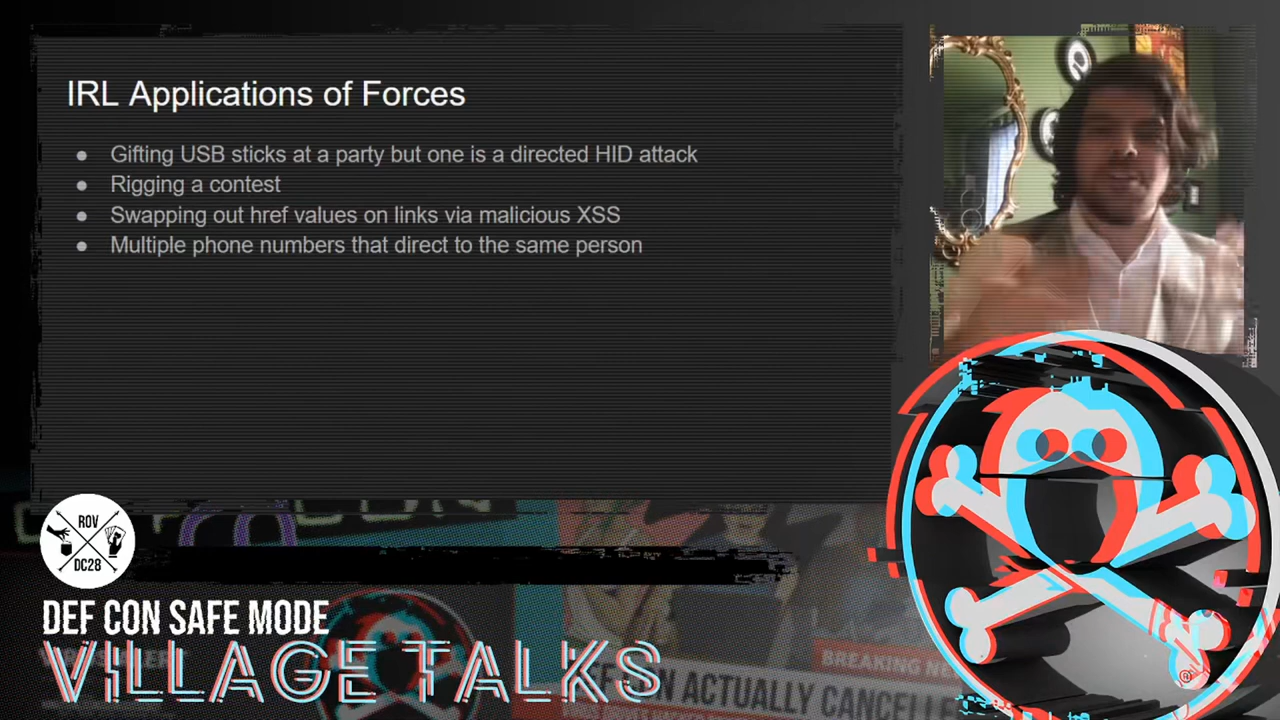 IRL Applications of Forces
● Gifting USB sticks at a party but one is a directed HID attack
● Rigging a contest
● Swapping out href values on links via malicious XSS
● Multiple phone numbers that direct to the same person
ROV
DC28
DEF CON SAFE MODE
VILLAGE TALKS
BREAKING
CON ACTUALLY
®